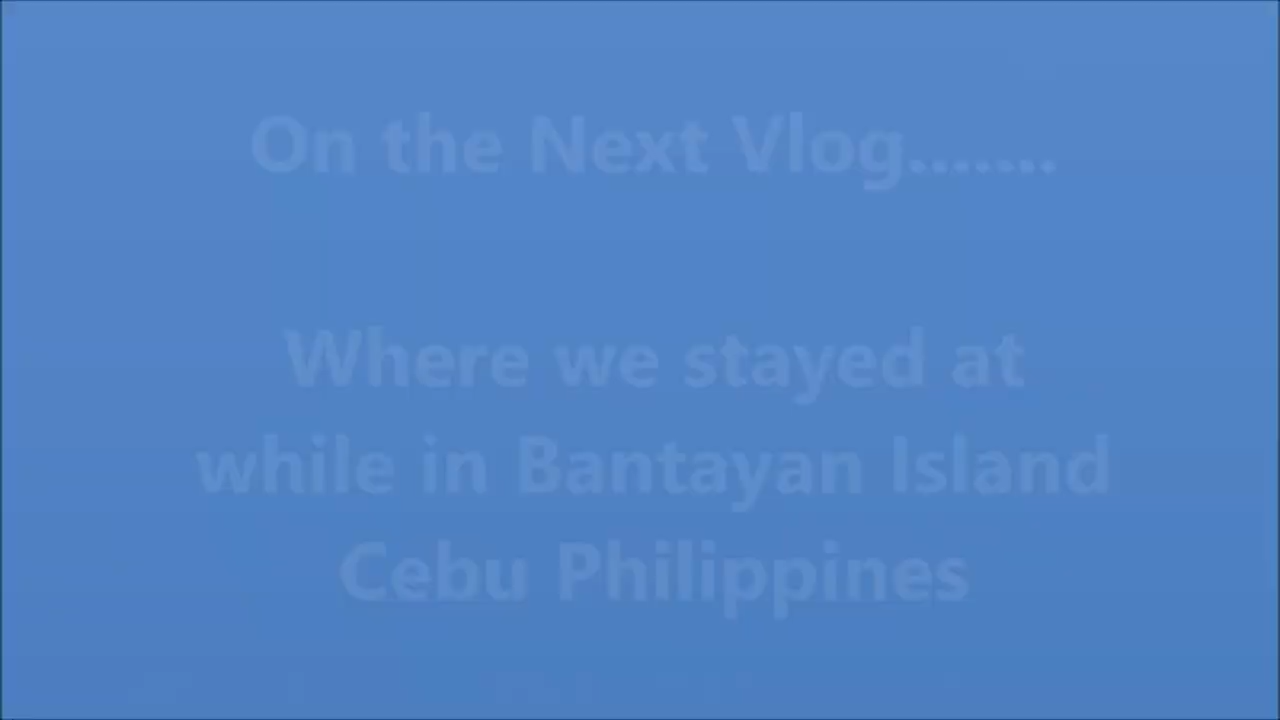 On the Next Vlog.......
Where we stayed at
while in Bantayan Island
Cebu Philippines